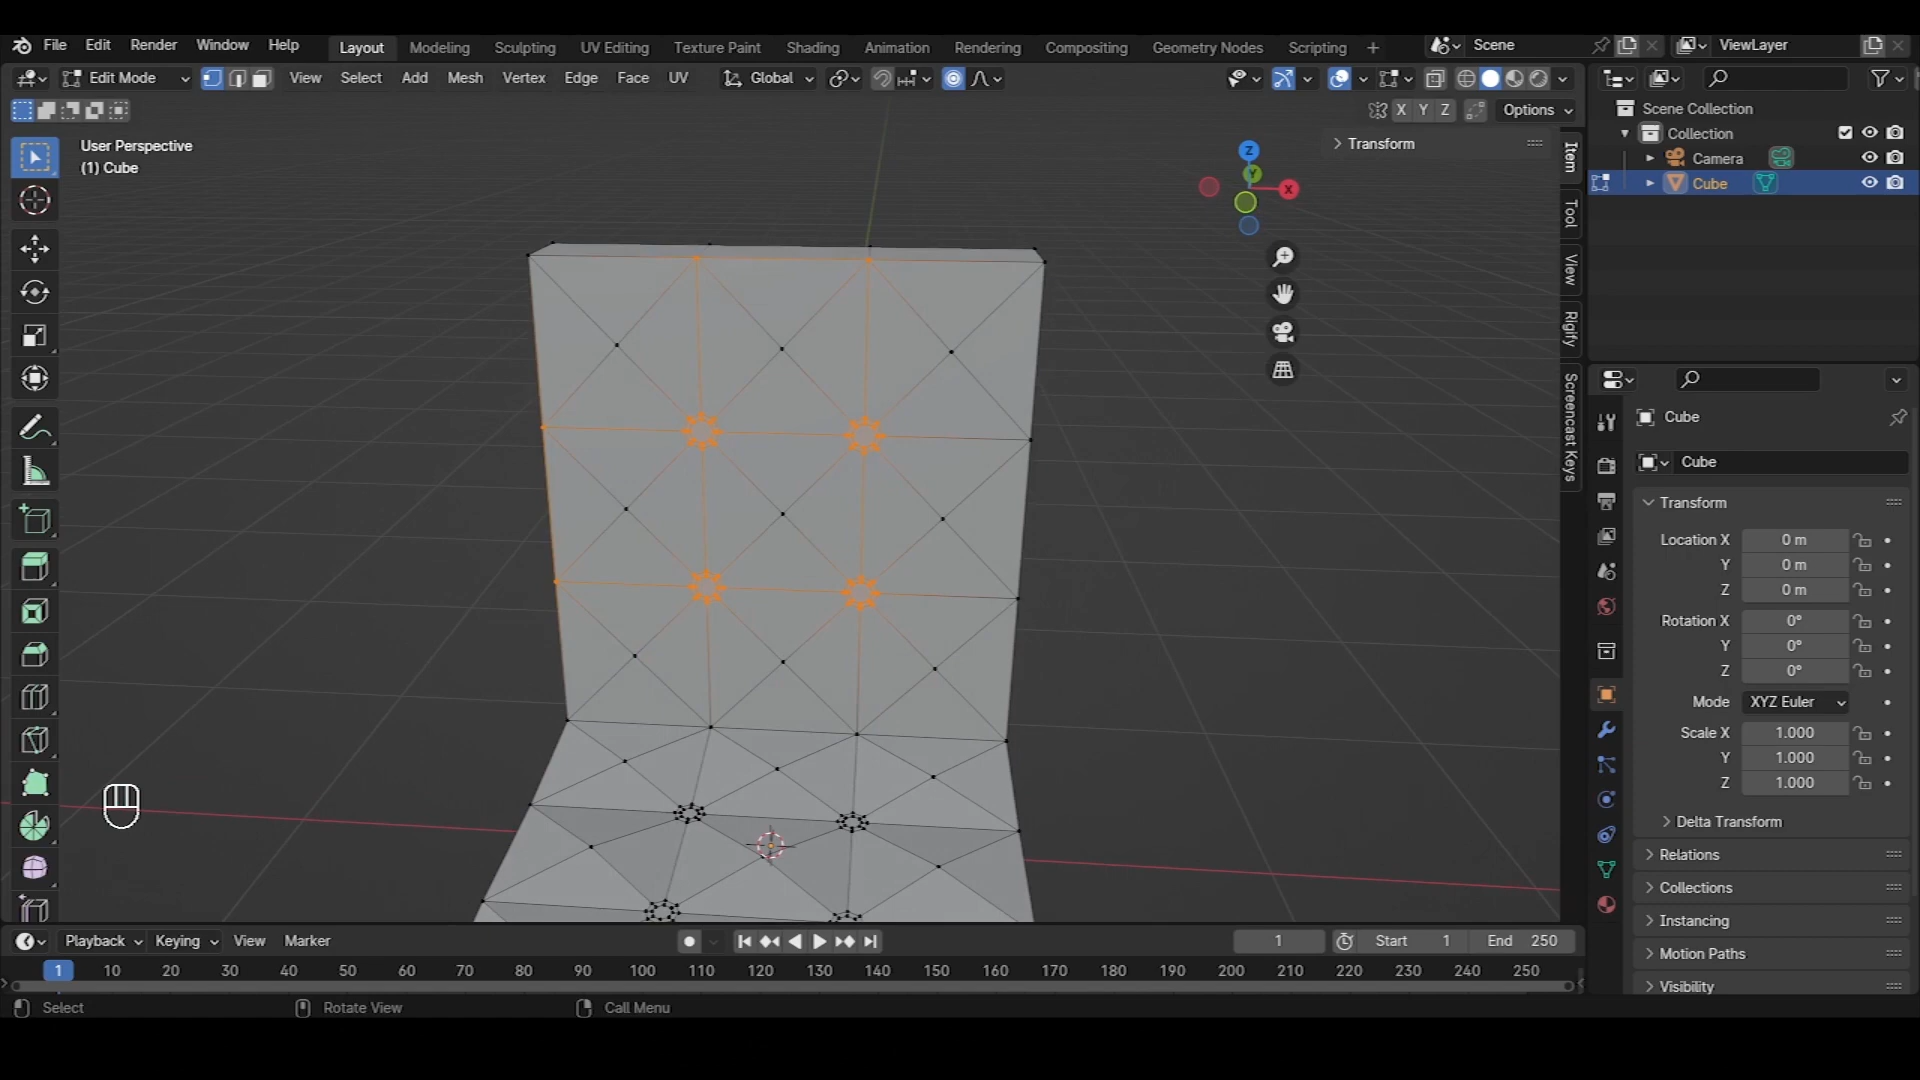 File Edit Render Window Help Layout Modeling Sculpting UV Editing Texture Paint Shading Animation Rendering Compositing Geometry Nodes Scripting + Scene ViewLayer
Edit Mode View Select Add Mesh Vertex Edge Face UV Global
X Y Z Options
User Perspective
(1) Cube
Z
Y
X
Transform
Item
Tool
View
Rigify
Screencast Keys
Scene Collection
Collection
Camera
Cube
Cube
Cube
Transform
Location X 0 m
Y 0 m
Z 0 m
Rotation X 0°
Y 0°
Z 0°
Mode XYZ Euler
Scale X 1.000
Y 1.000
Z 1.000
Delta Transform
Relations
Collections
Instancing
Motion Paths
Visibility
Playback Keying View Marker 1 Start 1 End 250
1 10 20 30 40 50 60 70 80 90 100 110 120 130 140 150 160 170 180 190 200 210 220 230 240 250
Select Rotate View Call Menu